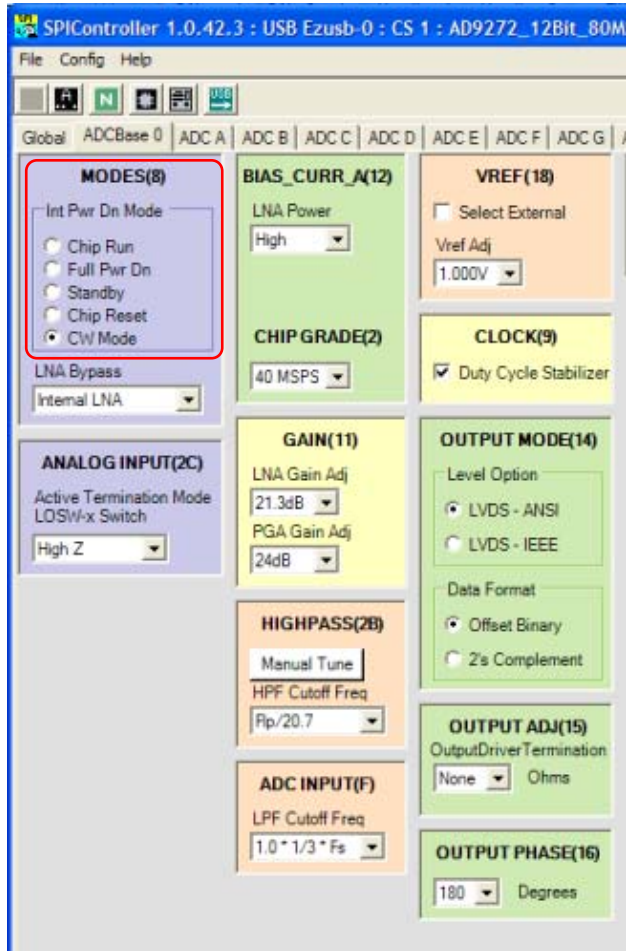 SPIController 1.0.42.3 : USB Ezusb-0 : CS 1 : AD9272_12Bit_80M
File Config Help
Global ADCBase 0 ADC A ADC B ADC C ADC D ADC E ADC F ADC G
MODES(8)
Int Pwr Dn Mode
Chip Run
Full Pwr Dn
Standby
Chip Reset
CW Mode
LNA Bypass
Internal LNA
ANALOG INPUT(2C)
Active Termination Mode
LOSW-x Switch
High Z
BIAS_CURR_A(12)
LNA Power
High
CHIP GRADE(2)
40 MSPS
GAIN(11)
LNA Gain Adj
21.3dB
PGA Gain Adj
24dB
HIGHPASS(2B)
Manual Tune
HPF Cutoff Freq
Flp/20.7
ADC INPUT(F)
LPF Cutoff Freq
1.0 * 1/3 * Fs
VREF(18)
Select External
Vref Adj
1.000V
CLOCK(9)
Duty Cycle Stabilizer
OUTPUT MODE(14)
Level Option
LVDS - ANSI
LVDS - IEEE
Data Format
Offset Binary
2's Complement
OUTPUT ADJ(15)
OutputDriverTermination
None Ohms
OUTPUT PHASE(16)
180 Degrees